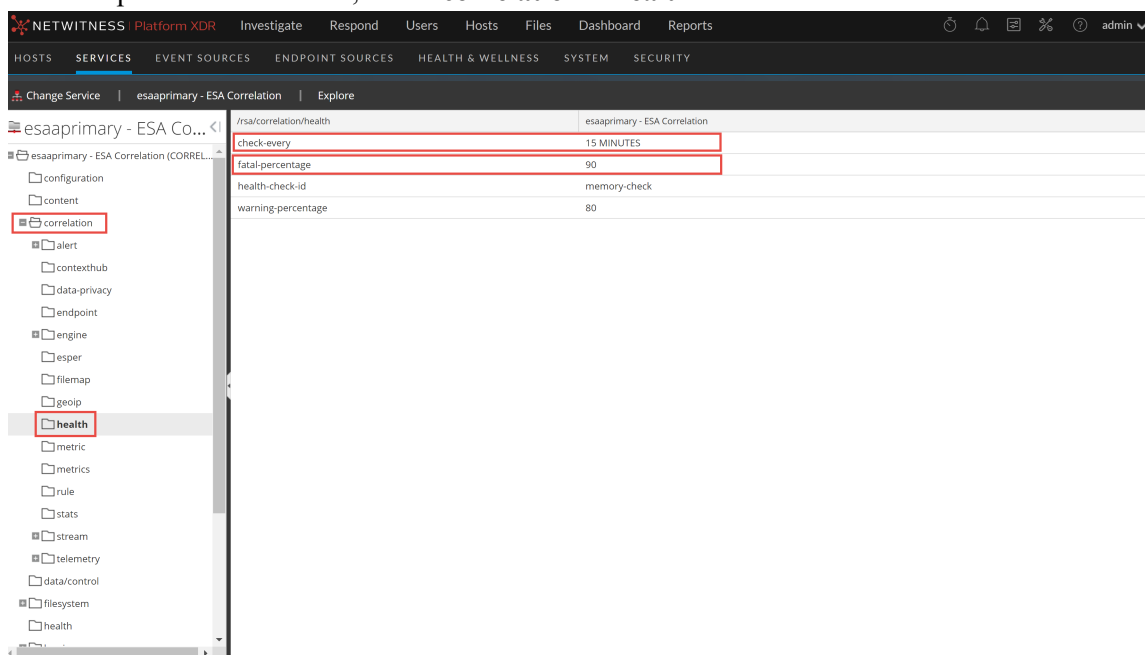 NETWITNESS | Platform XDR Investigate Respond Users Hosts Files Dashboard Reports admin
HOSTS SERVICES EVENT SOURCES ENDPOINT SOURCES HEALTH & WELLNESS SYSTEM SECURITY
Change Service | esaaprimary - ESA Correlation | Explore
esaaprimary - ESA Co...
esaaprimary - ESA Correlation (CORREL...
configuration
content
correlation
alert
contexthub
data-privacy
endpoint
engine
esper
filemap
geoip
health
metric
metrics
rule
stats
stream
telemetry
data/control
filesystem
health
/rsa/correlation/health esaaprimary - ESA Correlation
check-every 15 MINUTES
fatal-percentage 90
health-check-id memory-check
warning-percentage 80